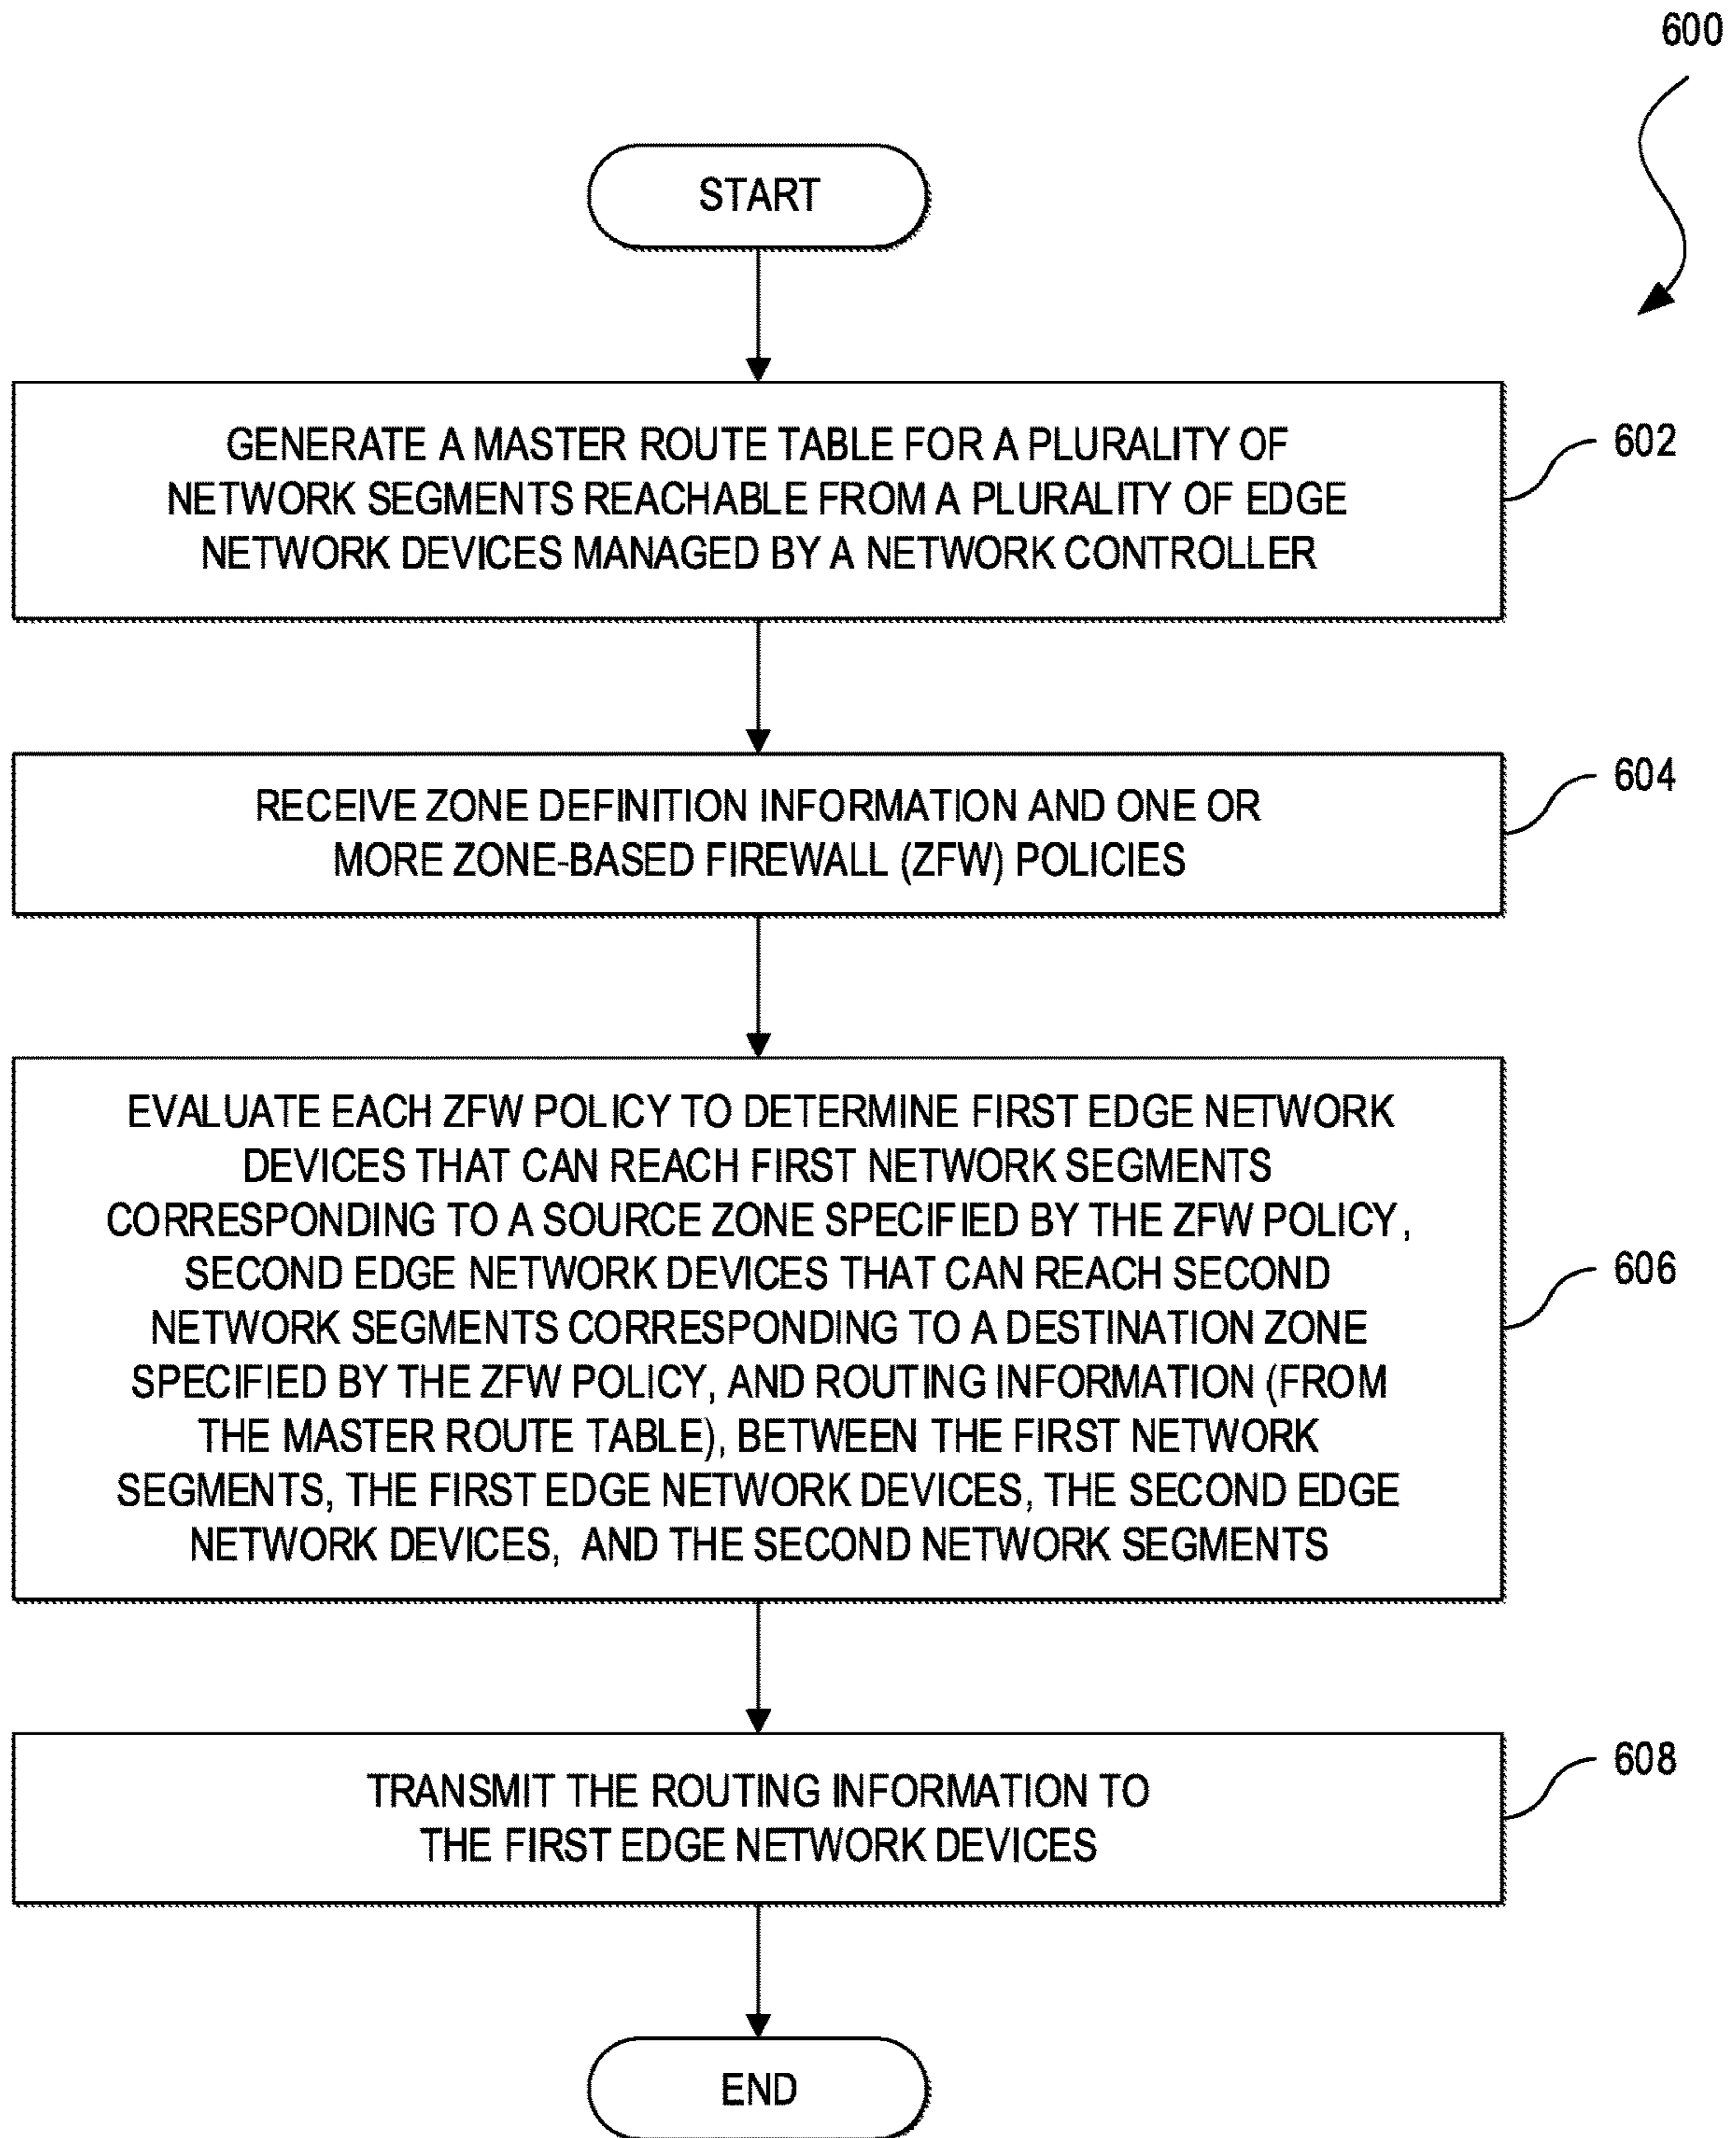 600
START
GENERATE A MASTER ROUTE TABLE FOR A PLURALITY OF
NETWORK SEGMENTS REACHABLE FROM A PLURALITY OF EDGE
NETWORK DEVICES MANAGED BY A NETWORK CONTROLLER
602
RECEIVE ZONE DEFINITION INFORMATION AND ONE OR
MORE ZONE-BASED FIREWALL (ZFW) POLICIES
604
EVALUATE EACH ZFW POLICY TO DETERMINE FIRST EDGE NETWORK
DEVICES THAT CAN REACH FIRST NETWORK SEGMENTS
CORRESPONDING TO A SOURCE ZONE SPECIFIED BY THE ZFW POLICY,
SECOND EDGE NETWORK DEVICES THAT CAN REACH SECOND
NETWORK SEGMENTS CORRESPONDING TO A DESTINATION ZONE
SPECIFIED BY THE ZFW POLICY, AND ROUTING INFORMATION (FROM
THE MASTER ROUTE TABLE), BETWEEN THE FIRST NETWORK
SEGMENTS, THE FIRST EDGE NETWORK DEVICES, THE SECOND EDGE
NETWORK DEVICES, AND THE SECOND NETWORK SEGMENTS
606
TRANSMIT THE ROUTING INFORMATION TO
THE FIRST EDGE NETWORK DEVICES
608
END